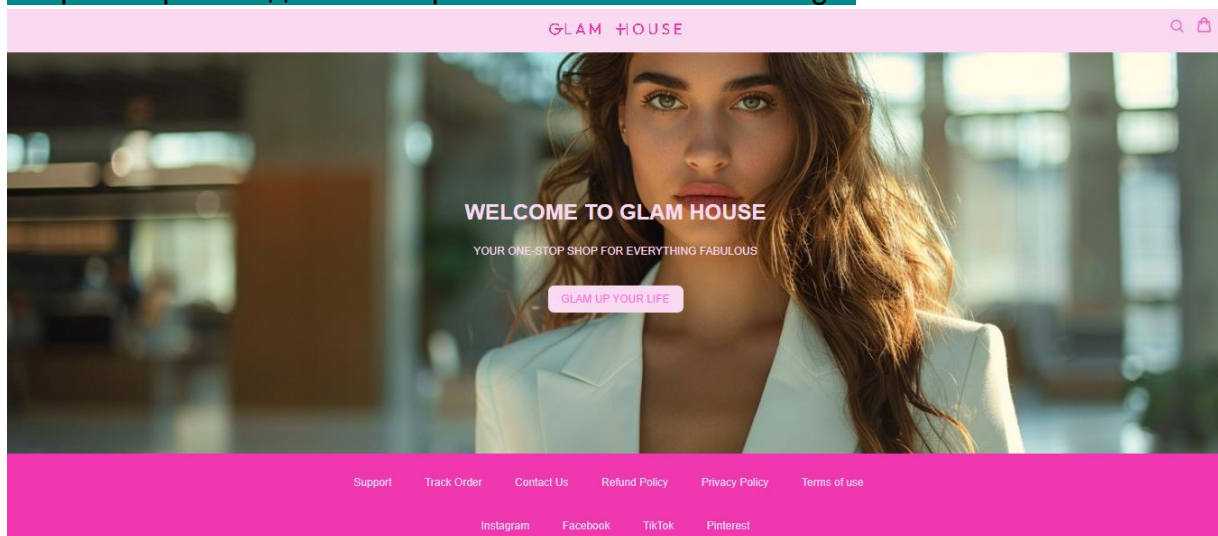 GLAM HOUSE
WELCOME TO GLAM HOUSE
YOUR ONE-STOP SHOP FOR EVERYTHING FABULOUS
GLAM UP YOUR LIFE
Support Track Order Contact Us Refund Policy Privacy Policy Terms of use
Instagram Facebook TikTok Pinterest